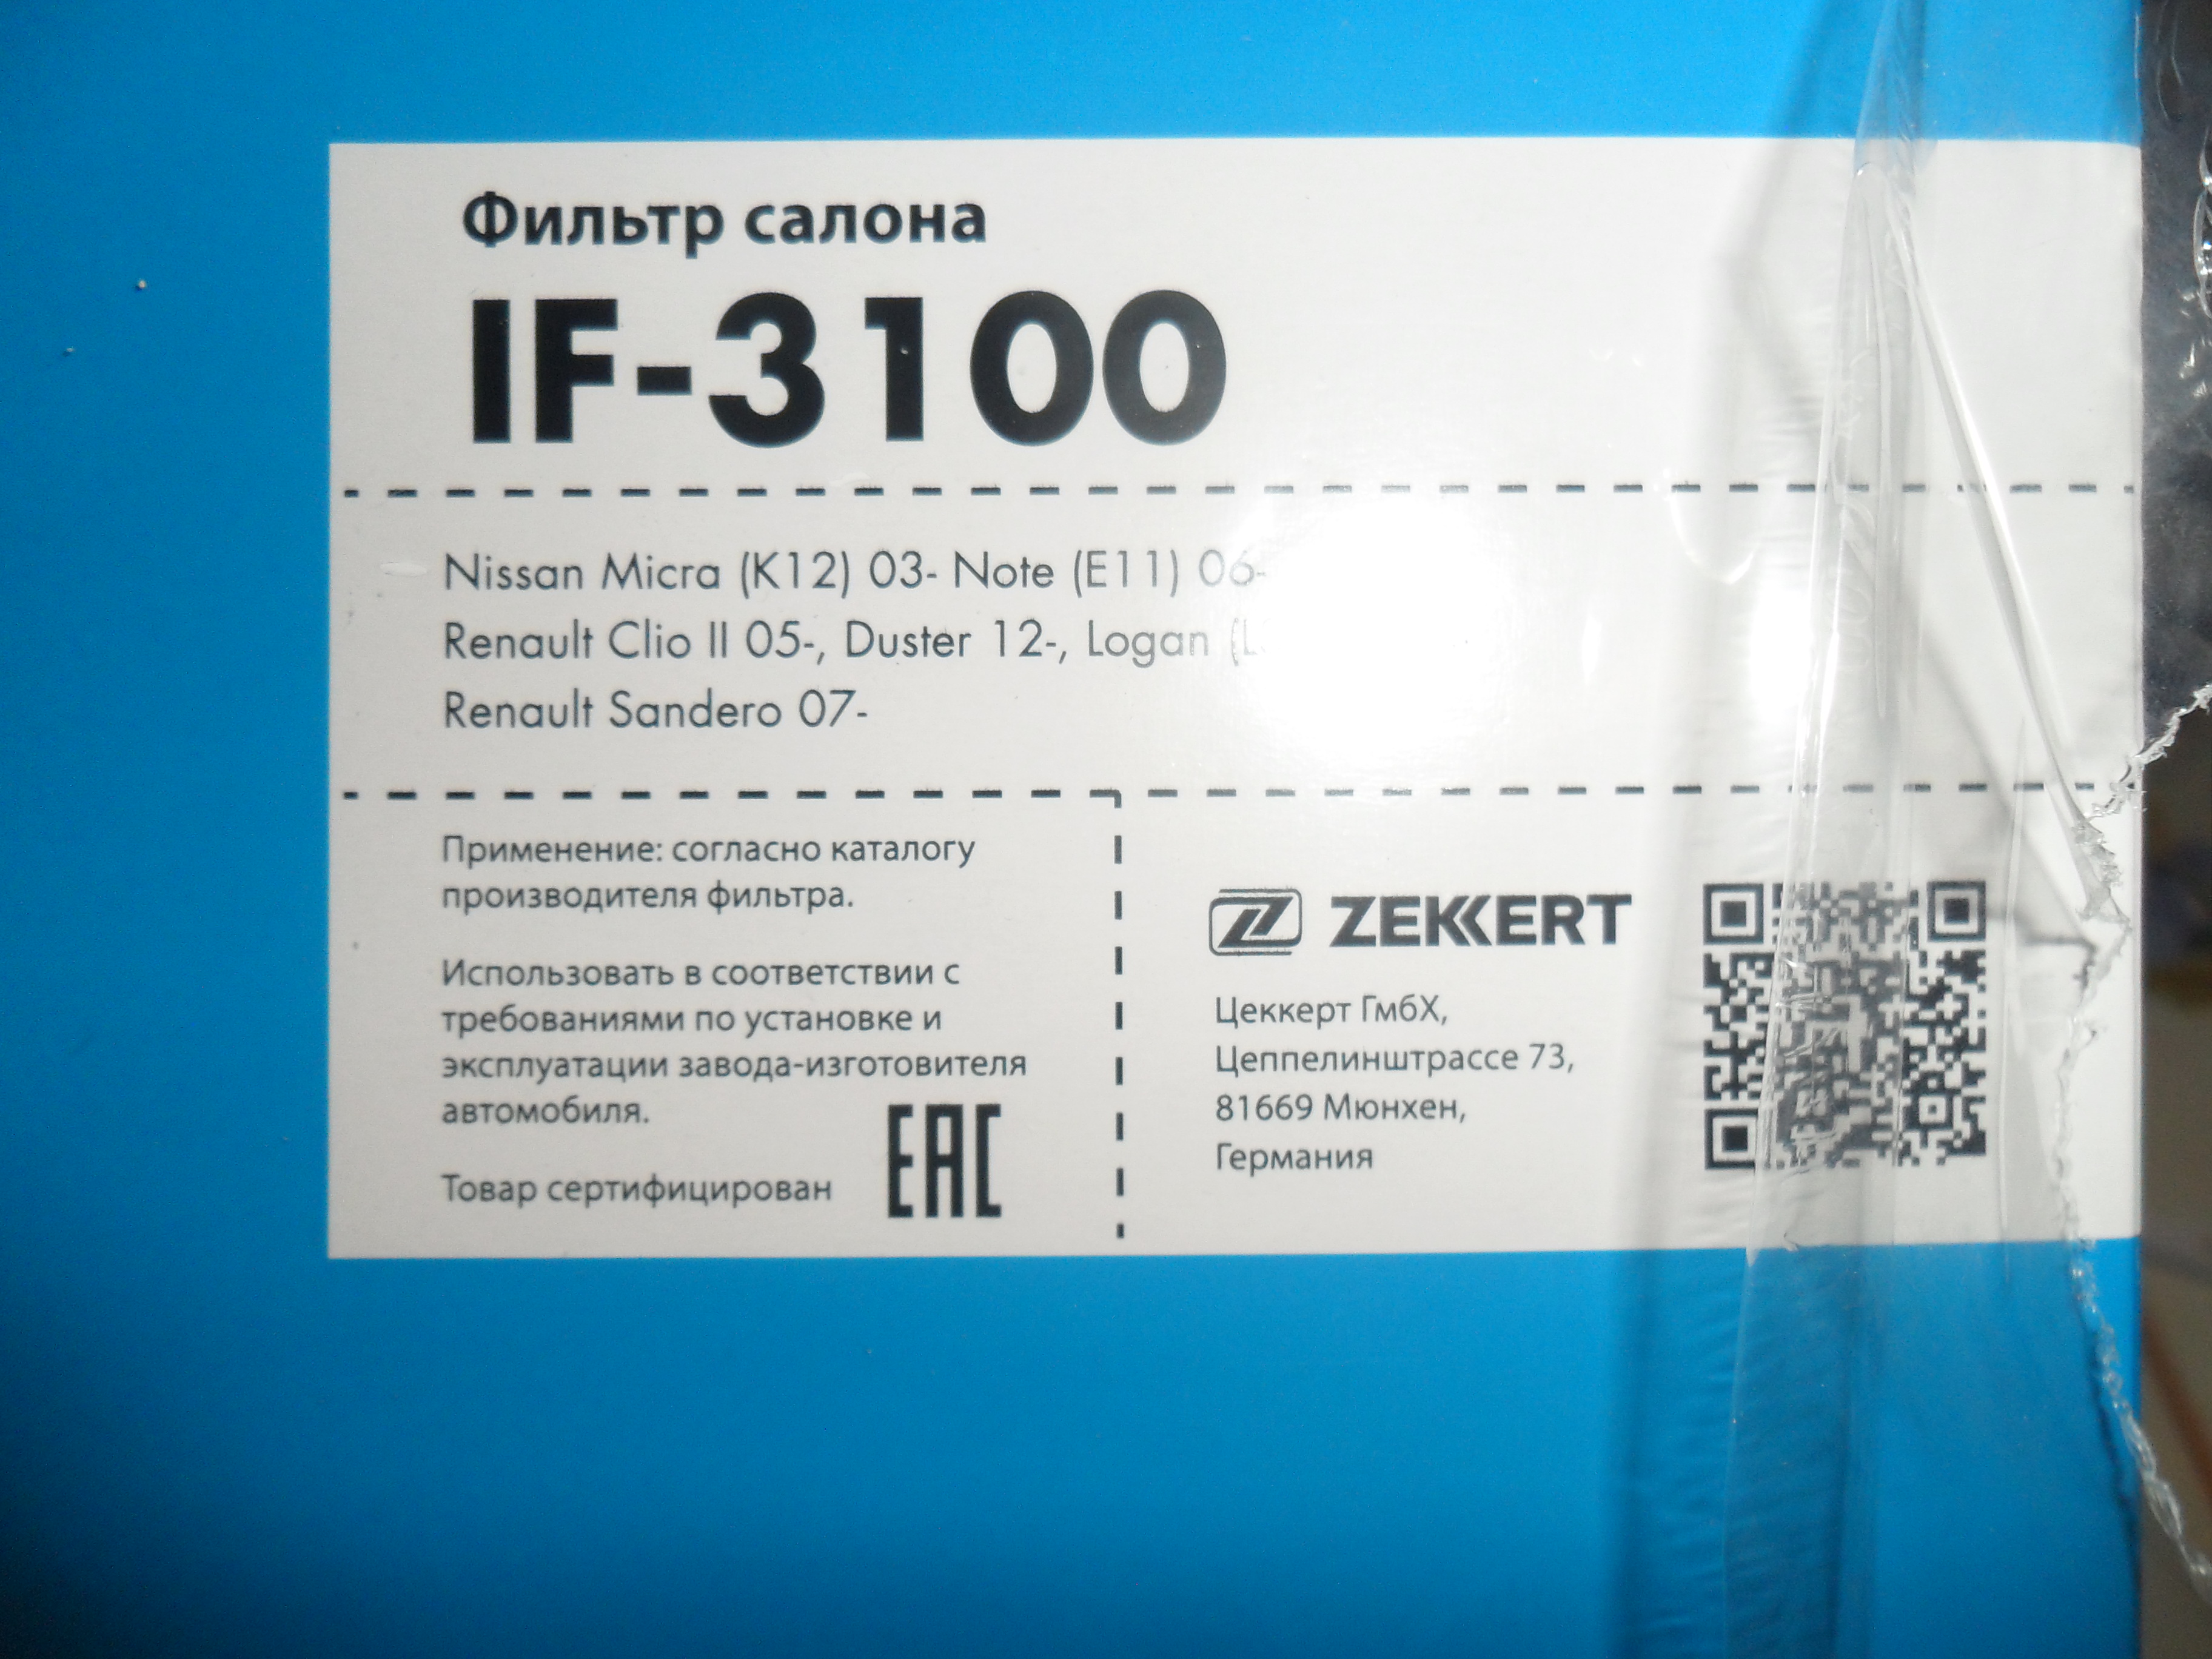 Фильтр салона
IF-3100
Nissan Micra (K12) 03- Note (E11) 06-
Renault Clio II 05-, Duster 12-, Logan
Renault Sandero 07-
Применение: согласно каталогу
производителя фильтра.
Использовать в соответствии с
требованиями по установке и
эксплуатации завода-изготовителя
автомобиля.
Товар сертифицирован
EAC
ZEKKERT
Цеккерт ГмбХ,
Цеппелинштрассе 73,
81669 Мюнхен,
Германия